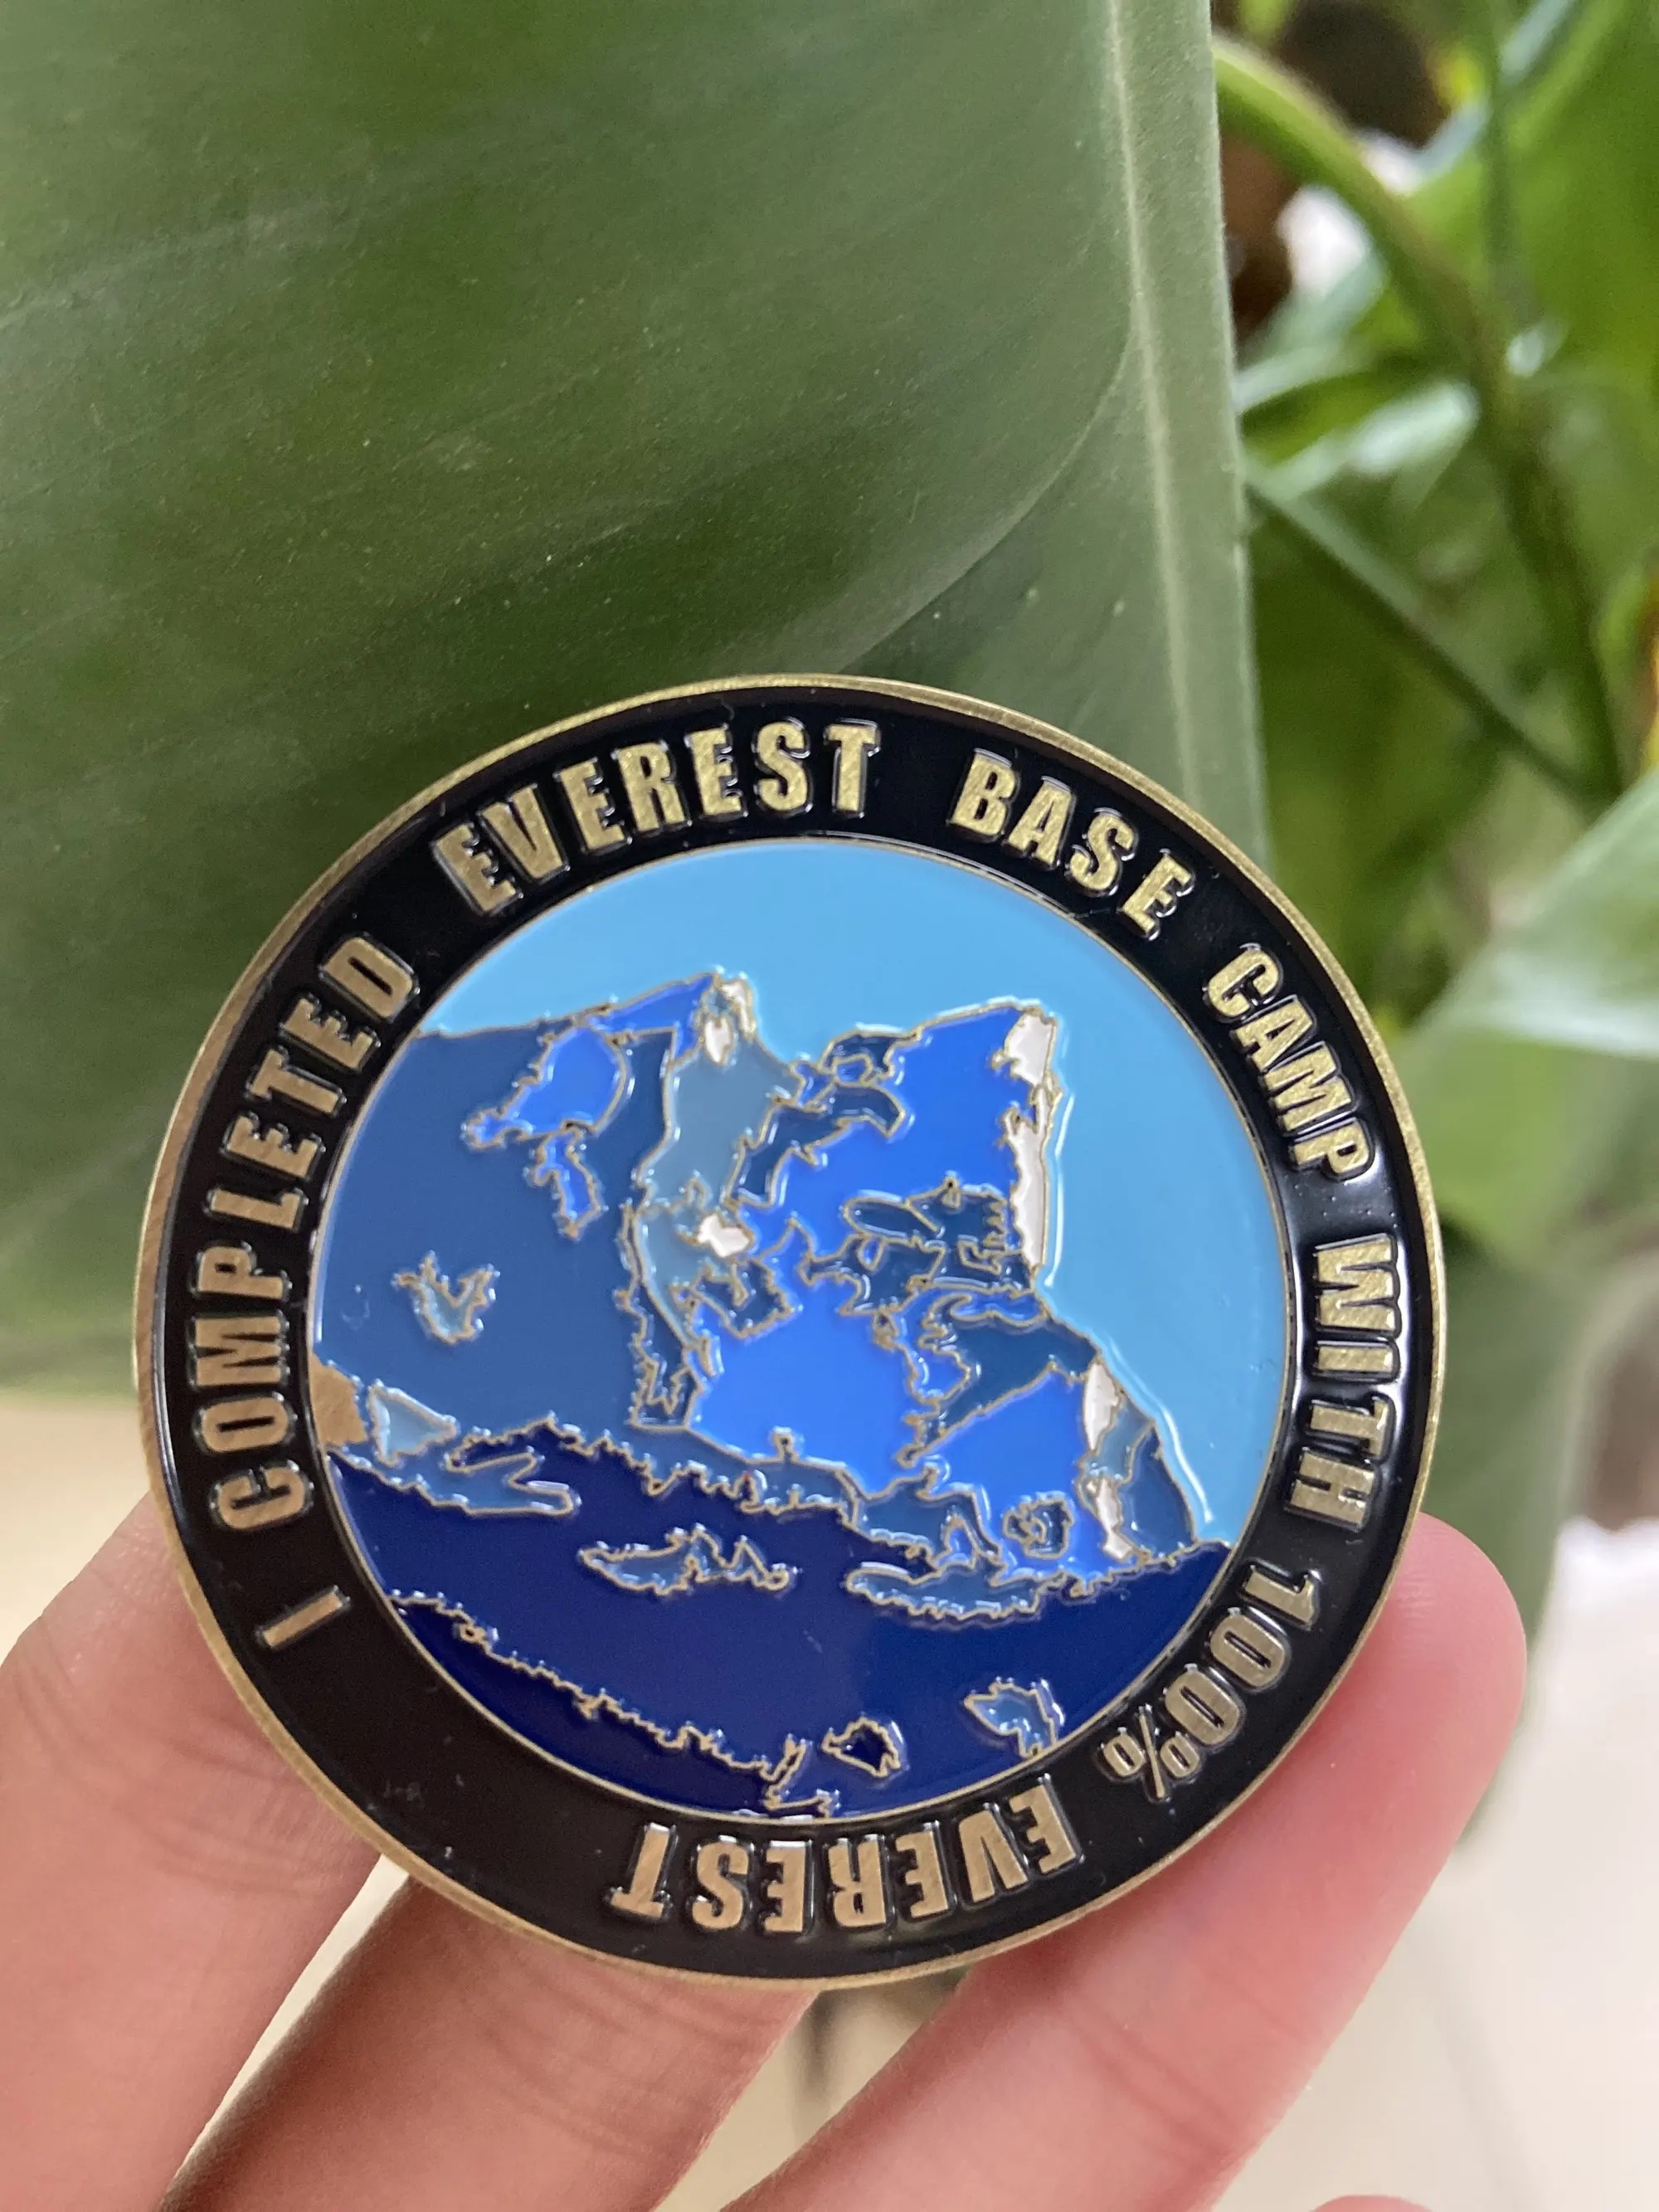 I COMPLETED EVEREST BASE CAMP WITH 100% EVEREST